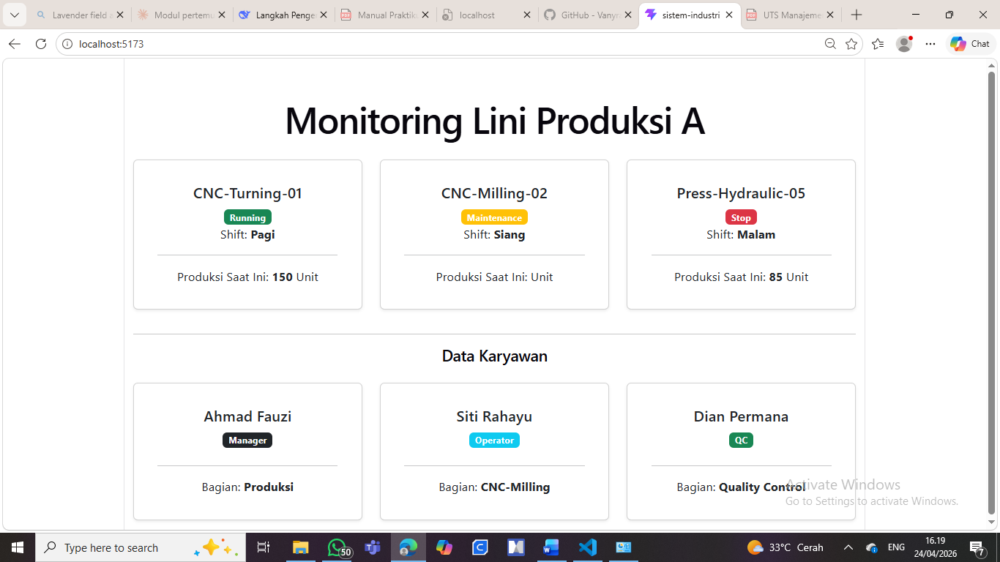 Lavender field a
Modul pertemu
Langkah Penge
Manual Praktik
localhost
GitHub - Vanyr
sistem-industri
UTS Manajeme
localhost:5173
Chat
Monitoring Lini Produksi A
CNC-Turning-01
Running
Shift: Pagi
Produksi Saat Ini: 150 Unit
CNC-Milling-02
Maintenance
Shift: Siang
Produksi Saat Ini: Unit
Press-Hydraulic-05
Stop
Shift: Malam
Produksi Saat Ini: 85 Unit
Data Karyawan
Ahmad Fauzi
Manager
Bagian: Produksi
Siti Rahayu
Operator
Bagian: CNC-Milling
Dian Permana
QC
Bagian: Quality Control
Activate Windows
Go to Settings to activate Windows.
Type here to search
50
33°C Cerah
ENG
16.19
24/04/2026
7